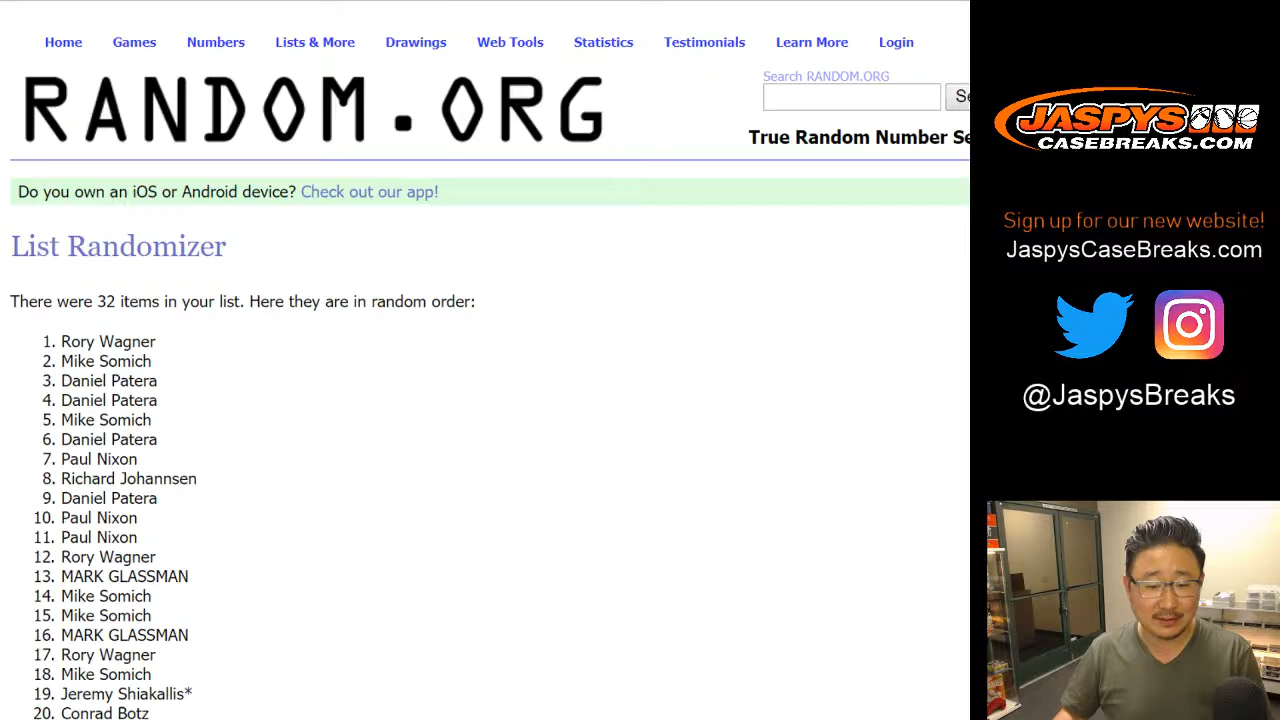 Home Games Numbers Lists & More Drawings Web Tools Statistics Testimonials Learn More Login
RANDOM.ORG
Search RANDOM.ORG
True Random Number Se
Do you own an iOS or Android device? Check out our app!
List Randomizer
There were 32 items in your list. Here they are in random order:
1. Rory Wagner
2. Mike Somich
3. Daniel Patera
4. Daniel Patera
5. Mike Somich
6. Daniel Patera
7. Paul Nixon
8. Richard Johannsen
9. Daniel Patera
10. Paul Nixon
11. Paul Nixon
12. Rory Wagner
13. MARK GLASSMAN
14. Mike Somich
15. Mike Somich
16. MARK GLASSMAN
17. Rory Wagner
18. Mike Somich
19. Jeremy Shiakallis*
20. Conrad Botz
JASPYS
CASEBREAKS.COM
Sign up for our new website!
JaspysCaseBreaks.com
@JaspysBreaks